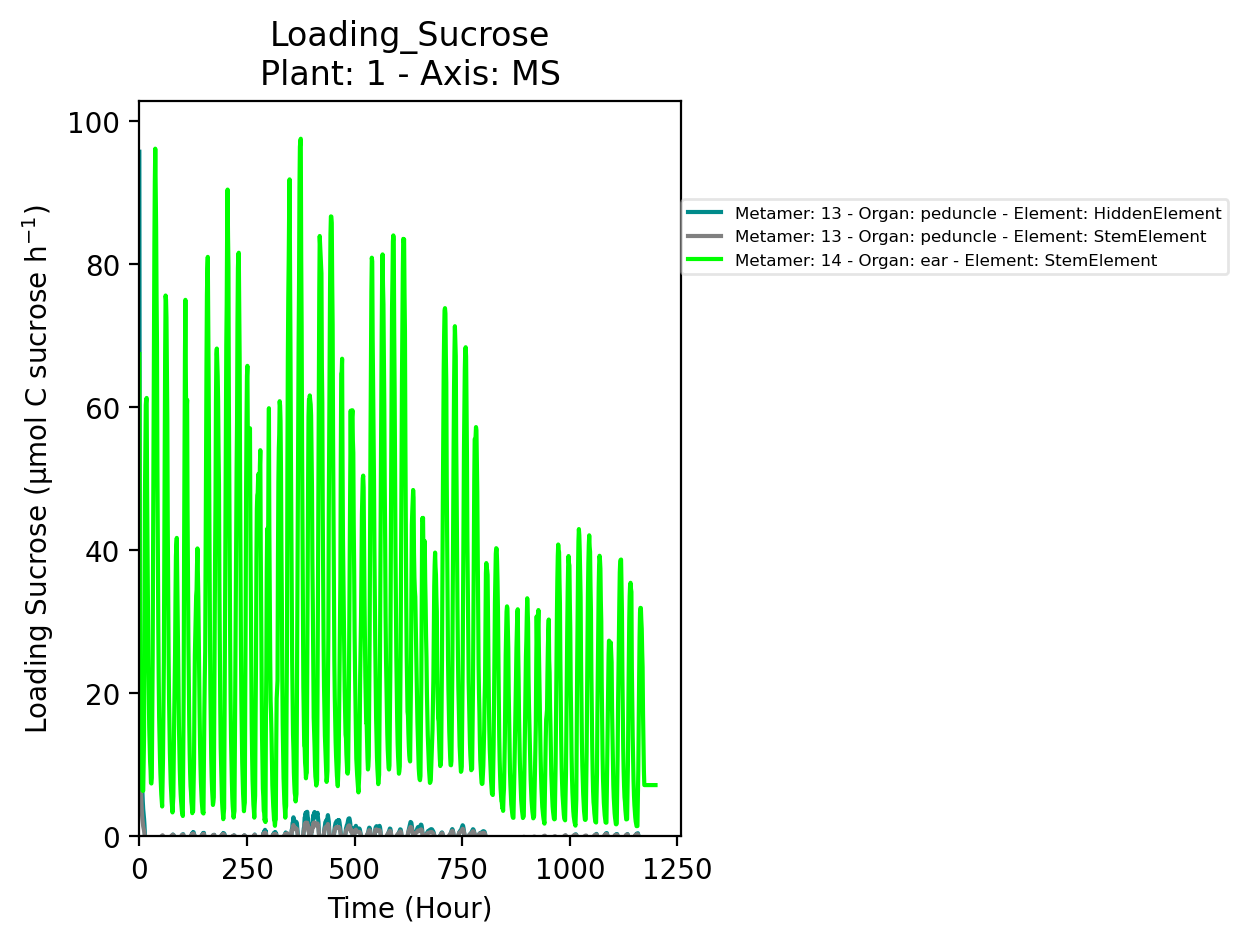 Loading_Sucrose
Plant: 1 - Axis: MS
100
80
60
40
20
0
Loading Sucrose (µmol C sucrose h⁻¹)
0 250 500 750 1000 1250
Time (Hour)
Metamer: 13 - Organ: peduncle - Element: HiddenElement
Metamer: 13 - Organ: peduncle - Element: StemElement
Metamer: 14 - Organ: ear - Element: StemElement